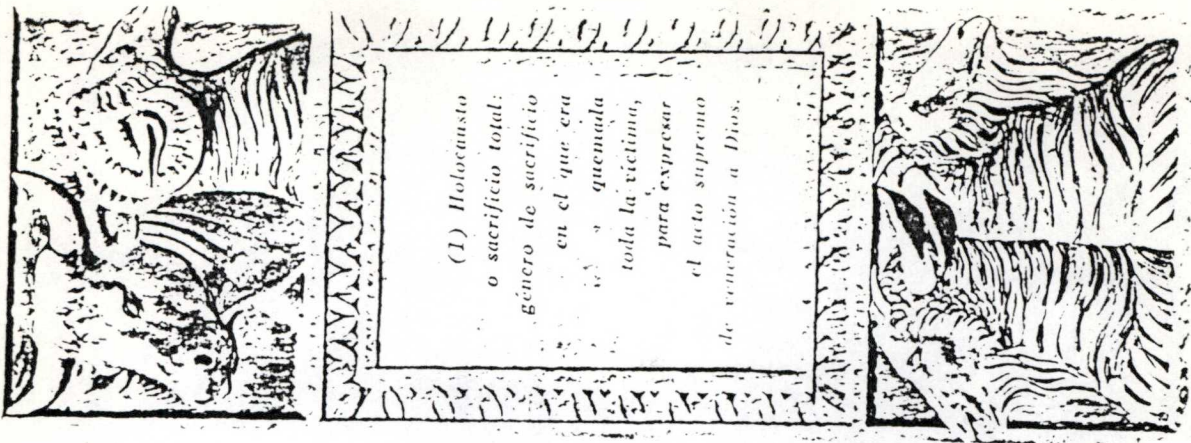 (1) Holocausto
o sacrificio total:
género de sacrificio
en el que era
quemada
toda la víctima,
para expresar
el acto supremo
de veneración a Dios.